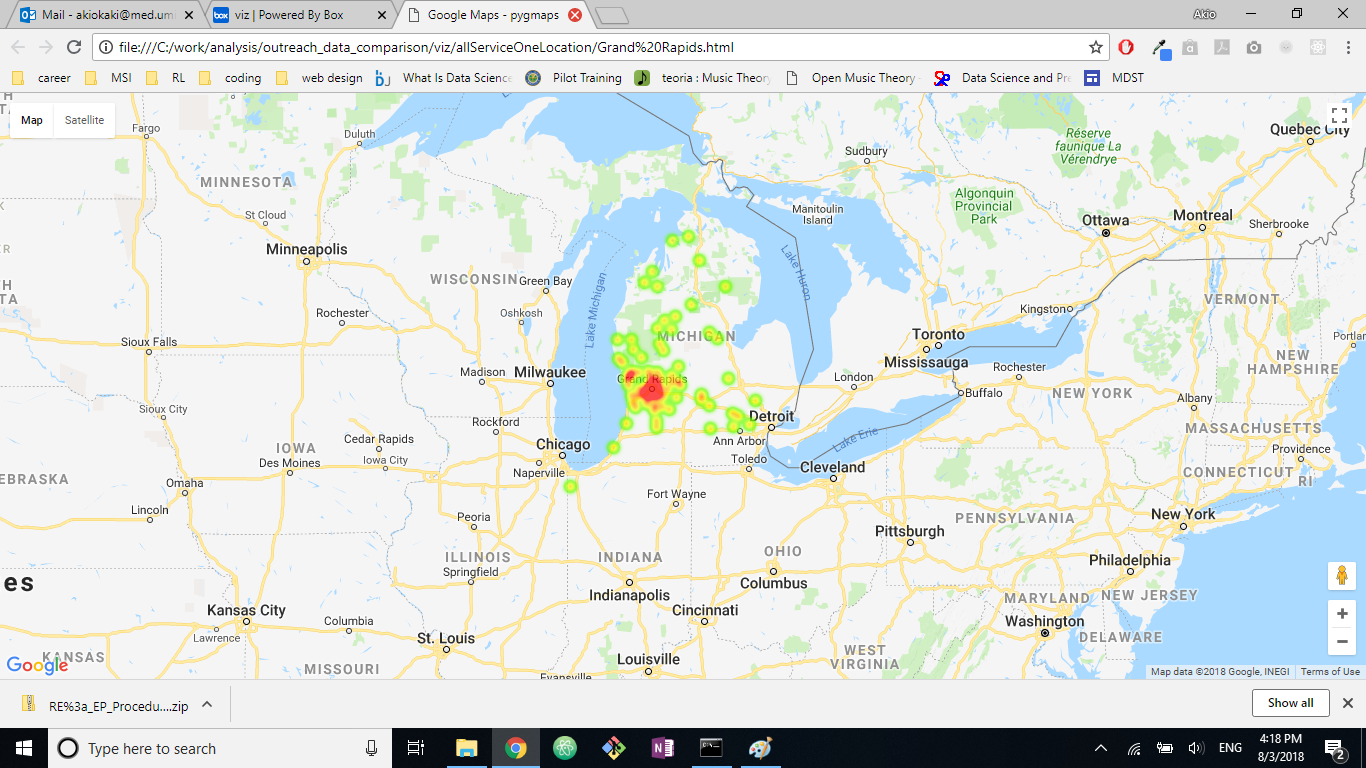 Mail - akiokaki@med.um
viz | Powered By Box
Google Maps - pygmaps
Akio
file:///C:/work/analysis/outreach_data_comparison/viz/allServiceOneLocation/Grand%20Rapids.html
career
MSI
RL
coding
web design
What Is Data Science
Pilot Training
teoria : Music Theory
Open Music Theory
Data Science and Pr
MDST
Map
Satellite
Fargo
Duluth
Quebec City
Réserve
faunique La
Vérendrye
Sudbury
MINNESOTA
Algonquin
Provincial
Park
Manitoulin
Island
St Cloud
Ottawa
Montreal
Sherbrooke
Minneapolis
WISCONSIN
Green Bay
Lake Michigan
Lake Huron
Oshkosh
Kingston
VERMONT
Rochester
MICHIGAN
Toronto
Mississauga
Sioux Falls
Portland
NEW
HAMPSHIRE
Madison
Milwaukee
Grand Rapids
London
Rochester
Buffalo
NEW YORK
Albany
Sioux City
Rockford
Detroit
MASSACHUSETTS
Ann Arbor
Lake Erie
IOWA
Cedar Rapids
Iowa City
Des Moines
Chicago
Naperville
Toledo
Cleveland
Providence
CONNECTICUT
RI
EBRASKA
Omaha
Fort Wayne
Lincoln
Peoria
New York
PENNSYLVANIA
Pittsburgh
ILLINOIS
INDIANA
OHIO
Springfield
Columbus
Philadelphia
es
Indianapolis
MARYLAND
NEW JERSEY
Kansas City
Columbia
Cincinnati
Washington
DELAWARE
Lawrence
St. Louis
WEST
VIRGINIA
KANSAS
MISSOURI
Louisville
Evansville
Google
Map data ©2018 Google, INEGI
Terms of Use
RE%3a_EP_Procedu....zip
Show all
Type here to search
ENG
4:18 PM
8/3/2018
2